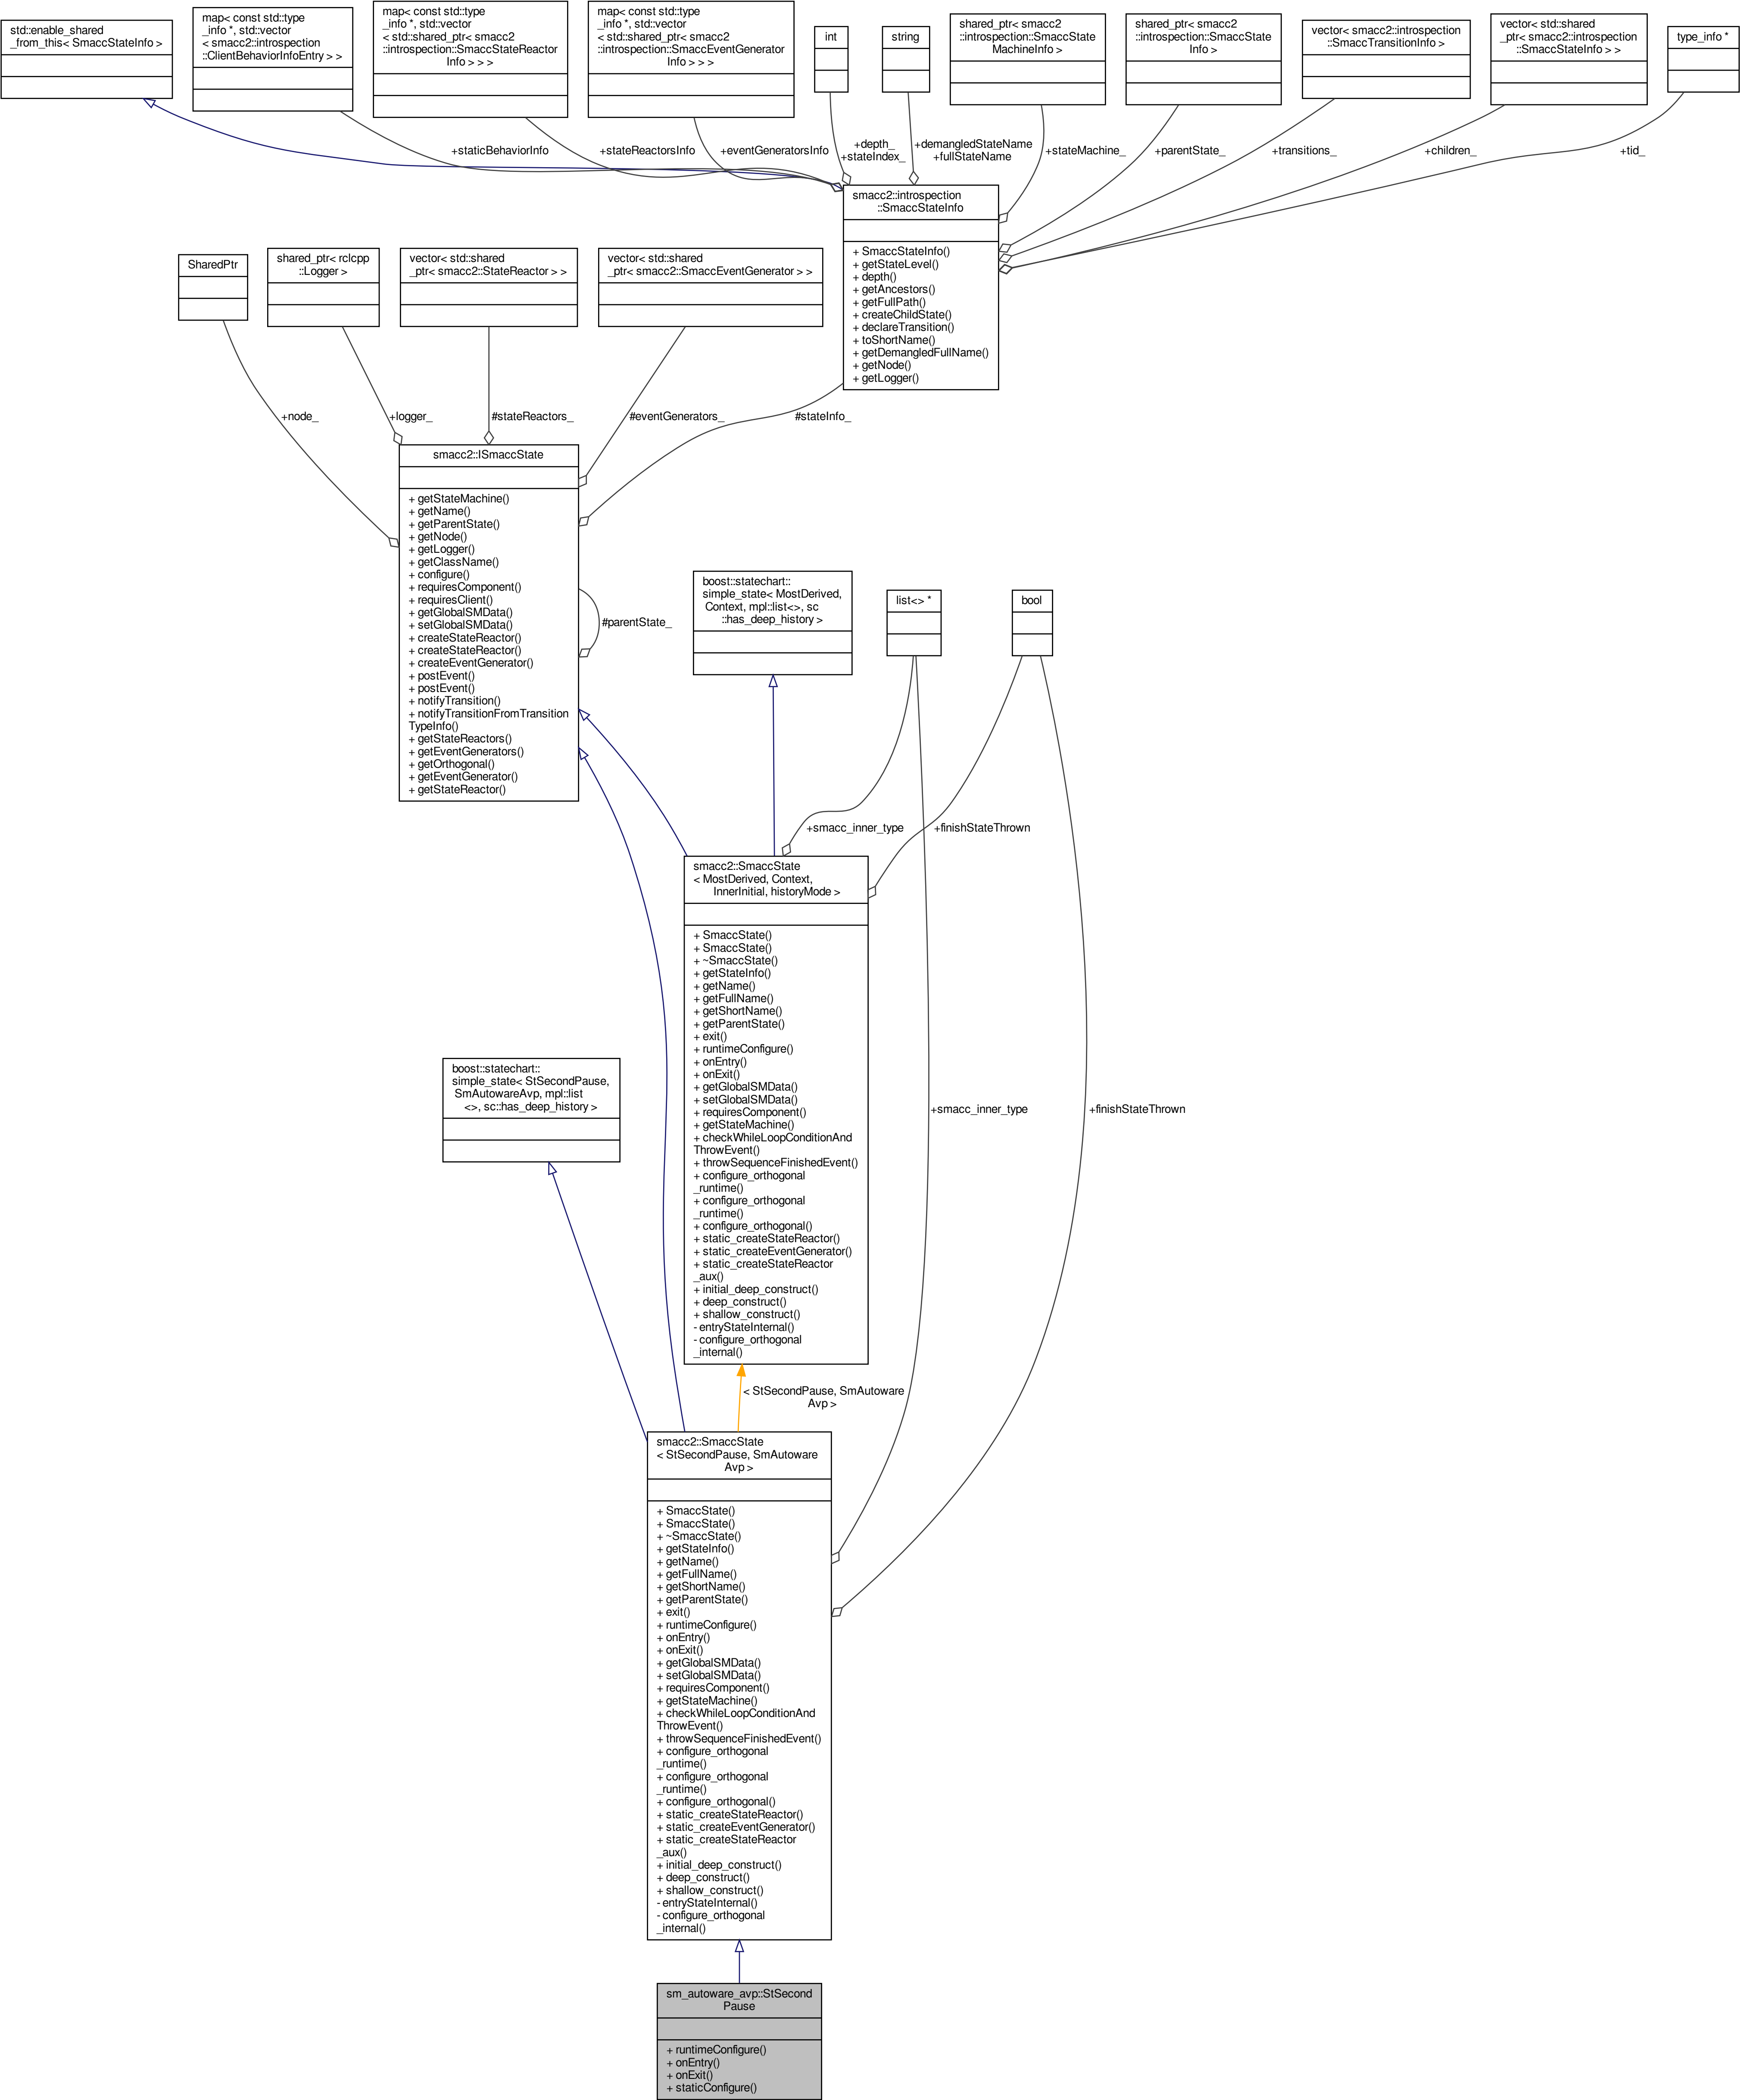 std::enable_shared
_from_this< SmaccStateInfo >
map< const std::type
_info *, std::vector
< smacc2::introspection
::ClientBehaviorInfoEntry > >
map< const std::type
_info *, std::vector
< std::shared_ptr< smacc2
::introspection::SmaccStateReactor
Info > > >
map< const std::type
_info *, std::vector
< std::shared_ptr< smacc2
::introspection::SmaccEventGenerator
Info > > >
int
string
shared_ptr< smacc2
::introspection::SmaccState
MachineInfo >
shared_ptr< smacc2
::introspection::SmaccState
Info >
vector< smacc2::introspection
::SmaccTransitionInfo >
vector< std::shared
_ptr< smacc2::introspection
::SmaccStateInfo > >
type_info *
+staticBehaviorInfo
+stateReactorsInfo
+eventGeneratorsInfo
+depth_
+stateIndex_
+demangledStateName
+fullStateName
+stateMachine_
+parentState_
+transitions_
+children_
+tid_
smacc2::introspection
::SmaccStateInfo
+ SmaccStateInfo()
+ getStateLevel()
+ depth()
+ getAncestors()
+ getFullPath()
+ createChildState()
+ declareTransition()
+ toShortName()
+ getDemangledFullName()
+ getNode()
+ getLogger()
SharedPtr
shared_ptr< rclcpp
::Logger >
vector< std::shared
_ptr< smacc2::StateReactor > >
vector< std::shared
_ptr< smacc2::SmaccEventGenerator > >
+node_
+logger_
#stateReactors_
#eventGenerators_
#stateInfo_
smacc2::ISmaccState
+ getStateMachine()
+ getName()
+ getParentState()
+ getNode()
+ getLogger()
+ getClassName()
+ configure()
+ requiresComponent()
+ requiresClient()
+ getGlobalSMData()
+ setGlobalSMData()
+ createStateReactor()
+ createStateReactor()
+ createEventGenerator()
+ postEvent()
+ postEvent()
+ notifyTransition()
+ notifyTransitionFromTransition
TypeInfo()
+ getStateReactors()
+ getEventGenerators()
+ getOrthogonal()
+ getEventGenerator()
+ getStateReactor()
#parentState_
boost::statechart::
simple_state< MostDerived,
Context, mpl::list<>, sc
::has_deep_history >
list<> *
bool
+smacc_inner_type
+finishStateThrown
smacc2::SmaccState
< MostDerived, Context,
InnerInitial, historyMode >
+ SmaccState()
+ SmaccState()
+ ~SmaccState()
+ getStateInfo()
+ getName()
+ getFullName()
+ getShortName()
+ getParentState()
+ exit()
+ runtimeConfigure()
+ onEntry()
+ onExit()
+ getGlobalSMData()
+ setGlobalSMData()
+ requiresComponent()
+ getStateMachine()
+ checkWhileLoopConditionAnd
ThrowEvent()
+ throwSequenceFinishedEvent()
+ configure_orthogonal
_runtime()
+ configure_orthogonal
_runtime()
+ configure_orthogonal()
+ static_createStateReactor()
+ static_createEventGenerator()
+ static_createStateReactor
_aux()
+ initial_deep_construct()
+ deep_construct()
+ shallow_construct()
- entryStateInternal()
- configure_orthogonal
_internal()
boost::statechart::
simple_state< StSecondPause,
SmAutowareAvp, mpl::list
<>, sc::has_deep_history >
+smacc_inner_type
+finishStateThrown
< StSecondPause, SmAutoware
Avp >
smacc2::SmaccState
< StSecondPause, SmAutoware
Avp >
+ SmaccState()
+ SmaccState()
+ ~SmaccState()
+ getStateInfo()
+ getName()
+ getFullName()
+ getShortName()
+ getParentState()
+ exit()
+ runtimeConfigure()
+ onEntry()
+ onExit()
+ getGlobalSMData()
+ setGlobalSMData()
+ requiresComponent()
+ getStateMachine()
+ checkWhileLoopConditionAnd
ThrowEvent()
+ throwSequenceFinishedEvent()
+ configure_orthogonal
_runtime()
+ configure_orthogonal
_runtime()
+ configure_orthogonal()
+ static_createStateReactor()
+ static_createEventGenerator()
+ static_createStateReactor
_aux()
+ initial_deep_construct()
+ deep_construct()
+ shallow_construct()
- entryStateInternal()
- configure_orthogonal
_internal()
sm_autoware_avp::StSecond
Pause
+ runtimeConfigure()
+ onEntry()
+ onExit()
+ staticConfigure()